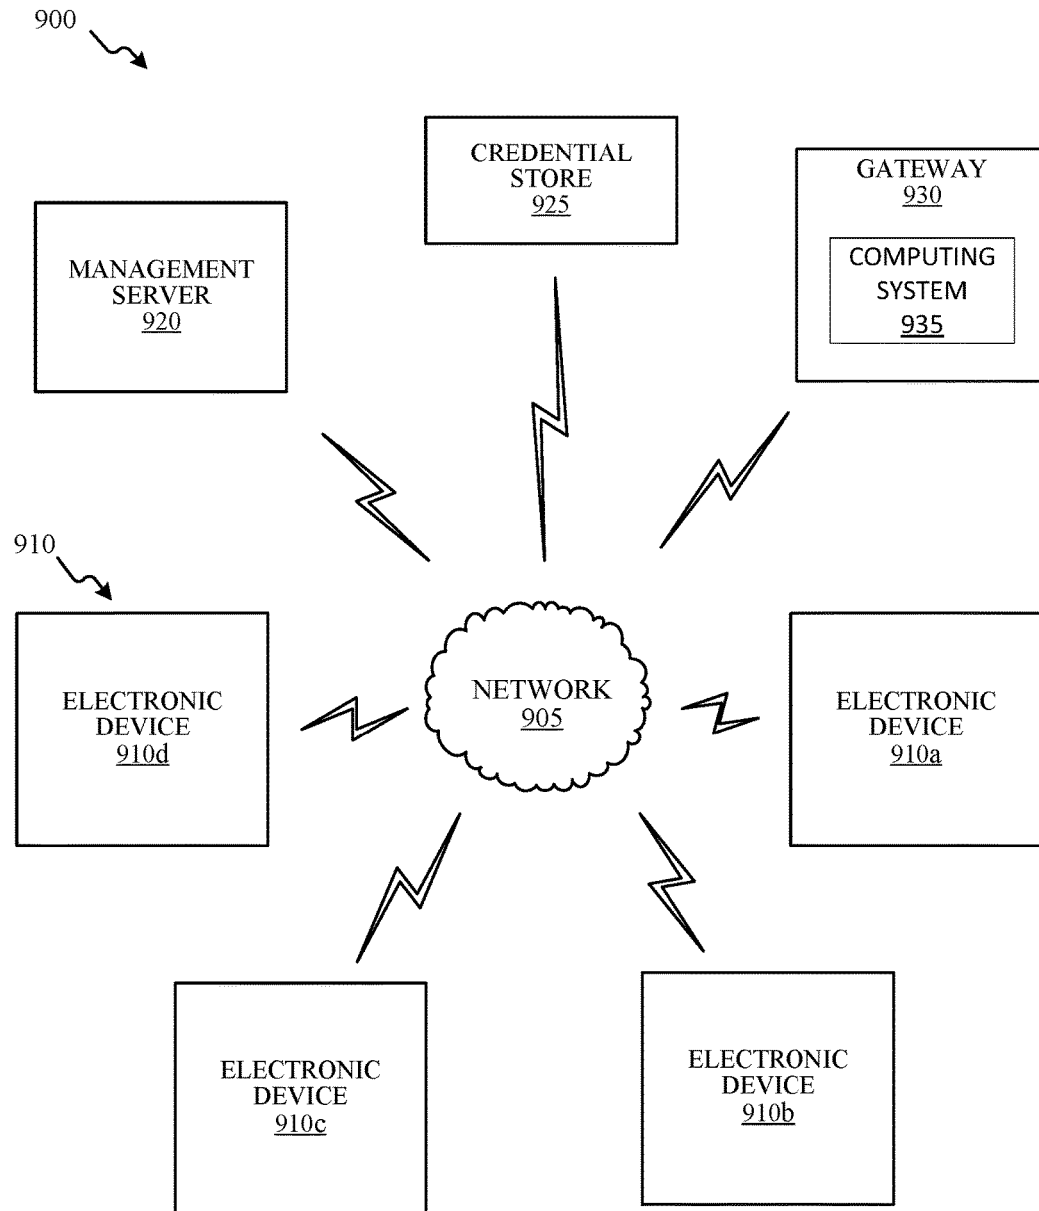 900
CREDENTIAL
STORE
925
GATEWAY
930
COMPUTING
SYSTEM
935
MANAGEMENT
SERVER
920
910
ELECTRONIC
DEVICE
910d
NETWORK
905
ELECTRONIC
DEVICE
910a
ELECTRONIC
DEVICE
910c
ELECTRONIC
DEVICE
910b